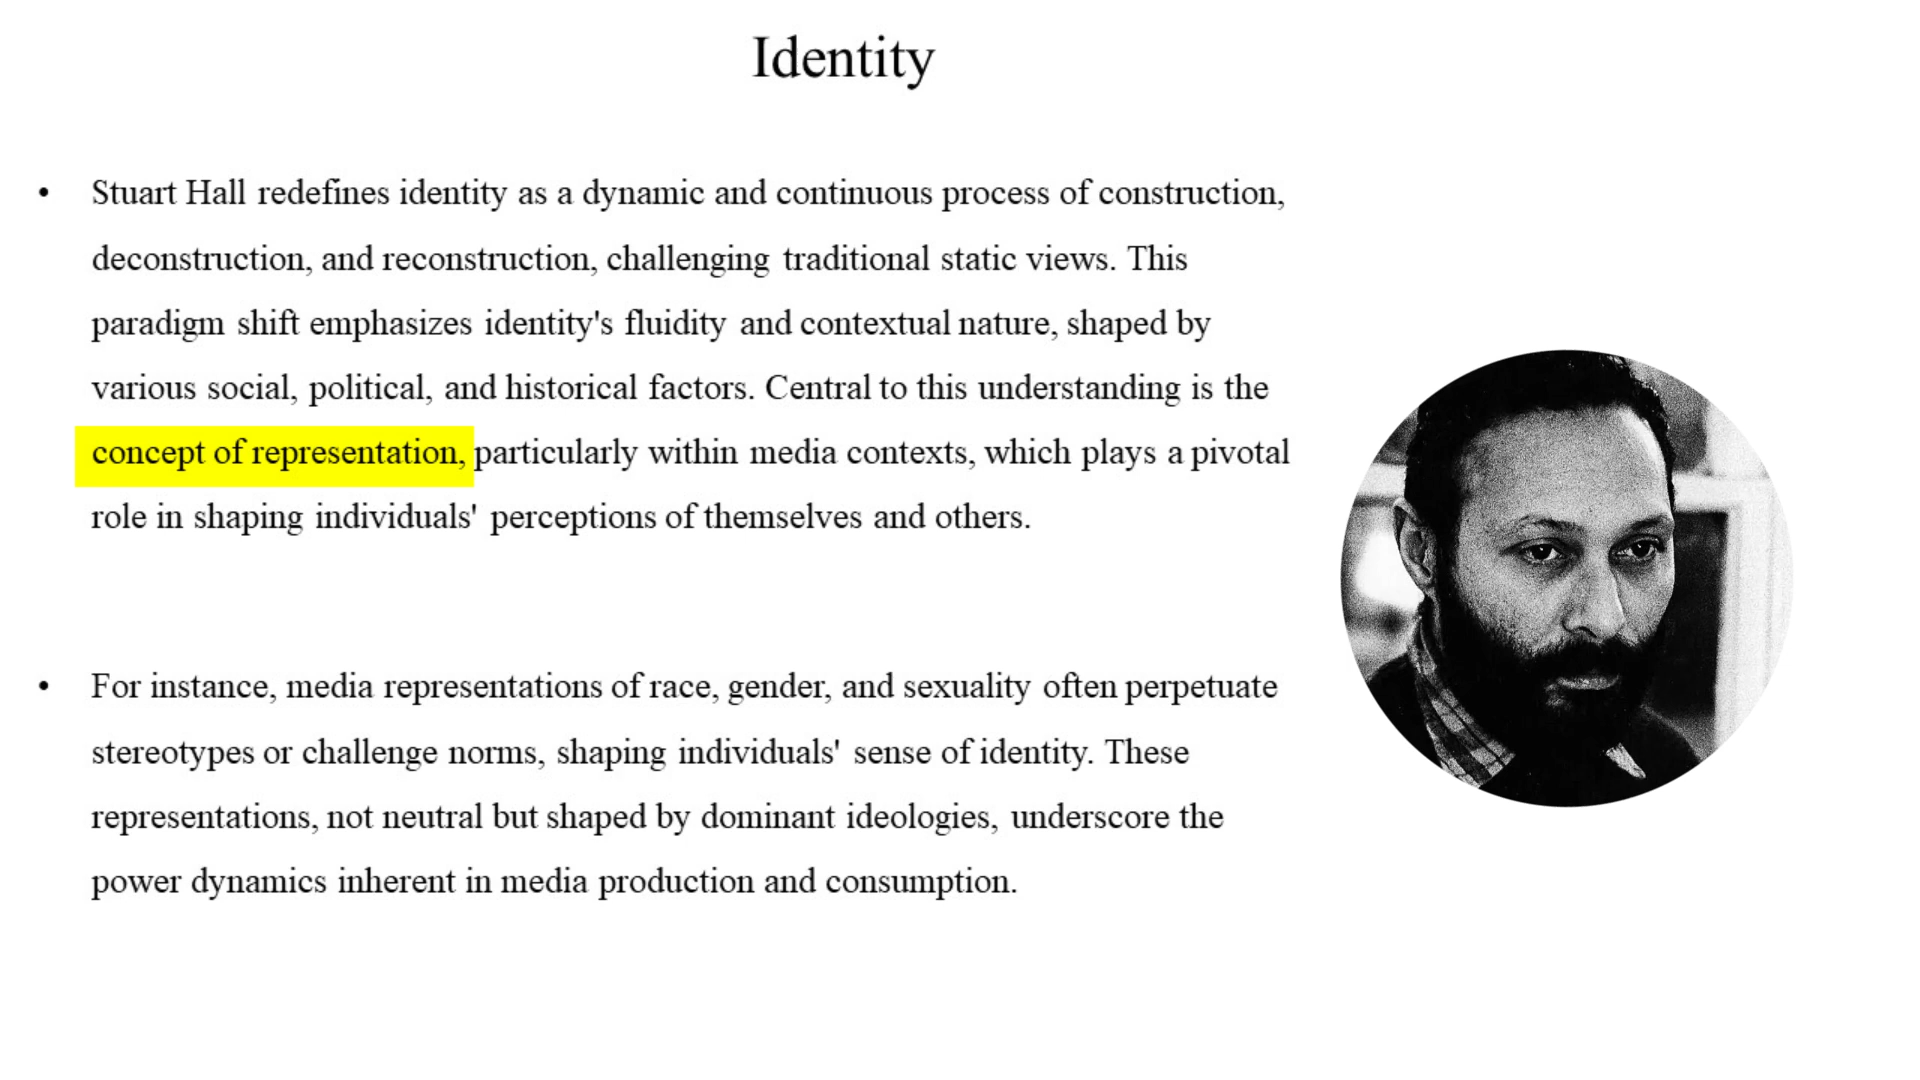 Identity
• Stuart Hall redefines identity as a dynamic and continuous process of construction,
deconstruction, and reconstruction, challenging traditional static views. This
paradigm shift emphasizes identity's fluidity and contextual nature, shaped by
various social, political, and historical factors. Central to this understanding is the
concept of representation, particularly within media contexts, which plays a pivotal
role in shaping individuals' perceptions of themselves and others.
• For instance, media representations of race, gender, and sexuality often perpetuate
stereotypes or challenge norms, shaping individuals' sense of identity. These
representations, not neutral but shaped by dominant ideologies, underscore the
power dynamics inherent in media production and consumption.